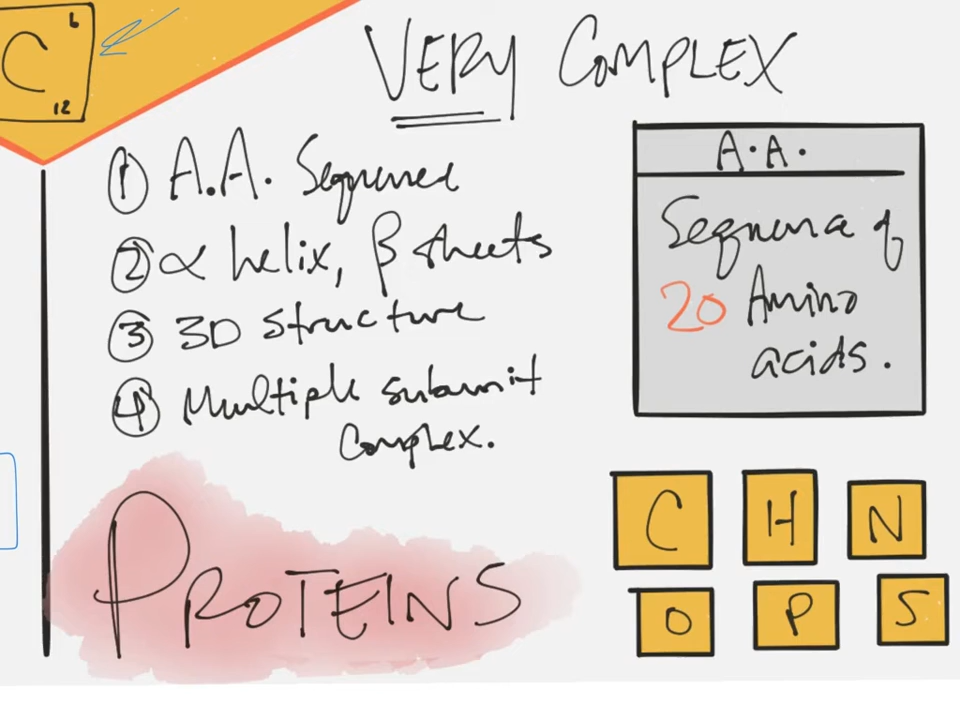 C
6
12
VERY COMPLEX
① A.A. Sequence
② α helix, β sheets
③ 3D Structure
④ Multiple subunit
Complex.
A.A.
Sequence of
20 Amino
acids.
PROTEINS
C H N
O P S